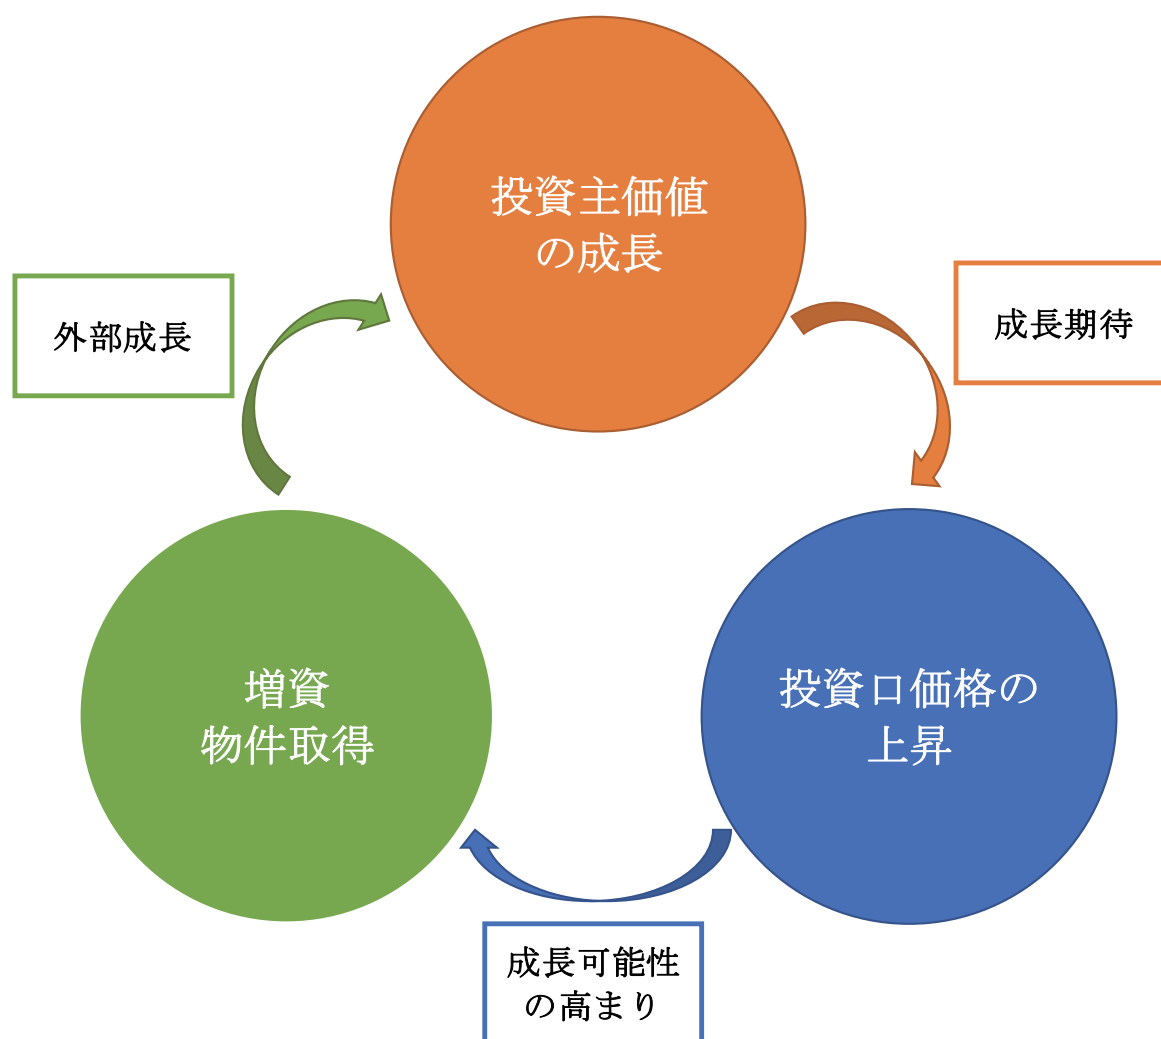 投資主価値
の成長
外部成長
成長期待
増資
物件取得
投資口価格の
上昇
成長可能性
の高まり